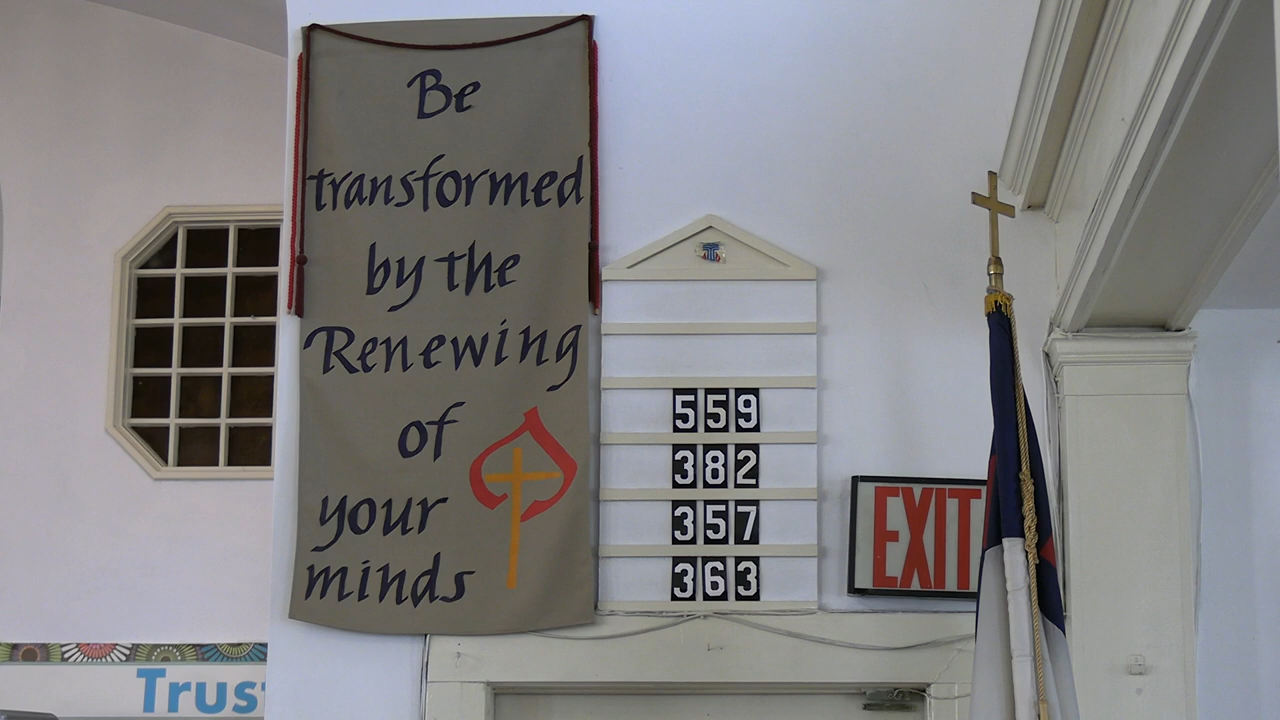 Be
transformed
by the
Renewing
of
your
minds
559
382
357
363
EXIT
Trus